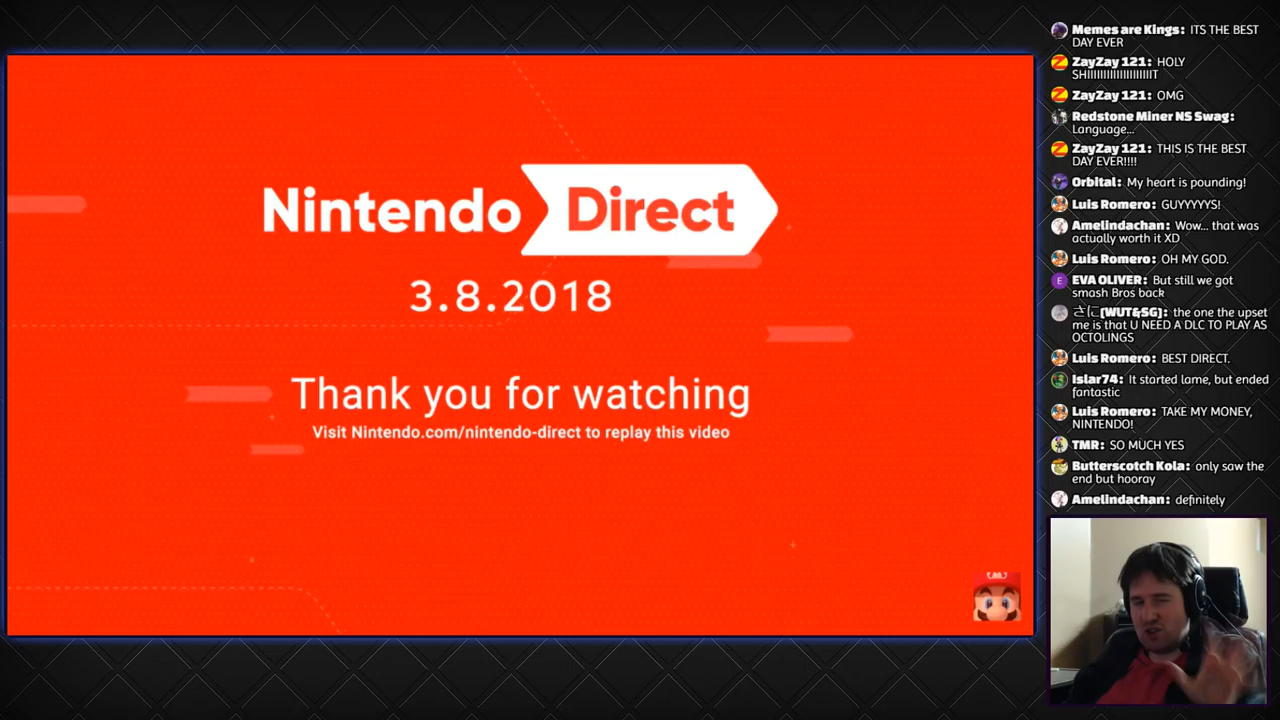 Nintendo Direct
3.8.2018
Thank you for watching
Visit Nintendo.com/nintendo-direct to replay this video
Memes are Kings: ITS THE BEST
DAY EVER
ZayZay 121: HOLY
SHIIIIIIIIIIIIIIIIIIIT
ZayZay 121: OMG
Redstone Miner NS Swag:
Language...
ZayZay 121: THIS IS THE BEST
DAY EVER!!!!
Orbital: My heart is pounding!
Luis Romero: GUYYYYYS!
Amelindachan: Wow... that was
actually worth it XD
Luis Romero: OH MY GOD.
E
EVA OLIVER: But still we got
smash Bros back
さに[WUT&SG]: the one the upset
me is that U NEED A DLC TO PLAY AS
OCTOLINGS
Luis Romero: BEST DIRECT.
Islar74: It started lame, but ended
fantastic
Luis Romero: TAKE MY MONEY,
NINTENDO!
TMR: SO MUCH YES
Butterscotch Kola: only saw the
end but hooray
Amelindachan: definitely